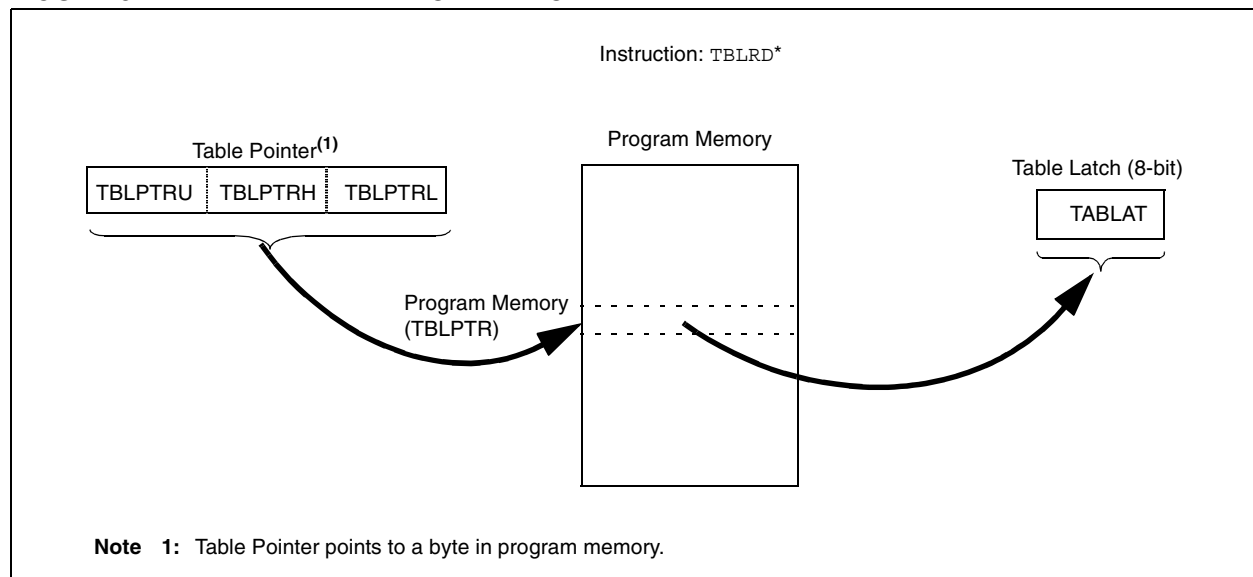 Instruction: TBLRD*
Table Pointer(1)
Program Memory
Table Latch (8-bit)
TBLPTRU TBLPTRH TBLPTRL
TABLAT
Program Memory
(TBLPTR)
Note 1: Table Pointer points to a byte in program memory.